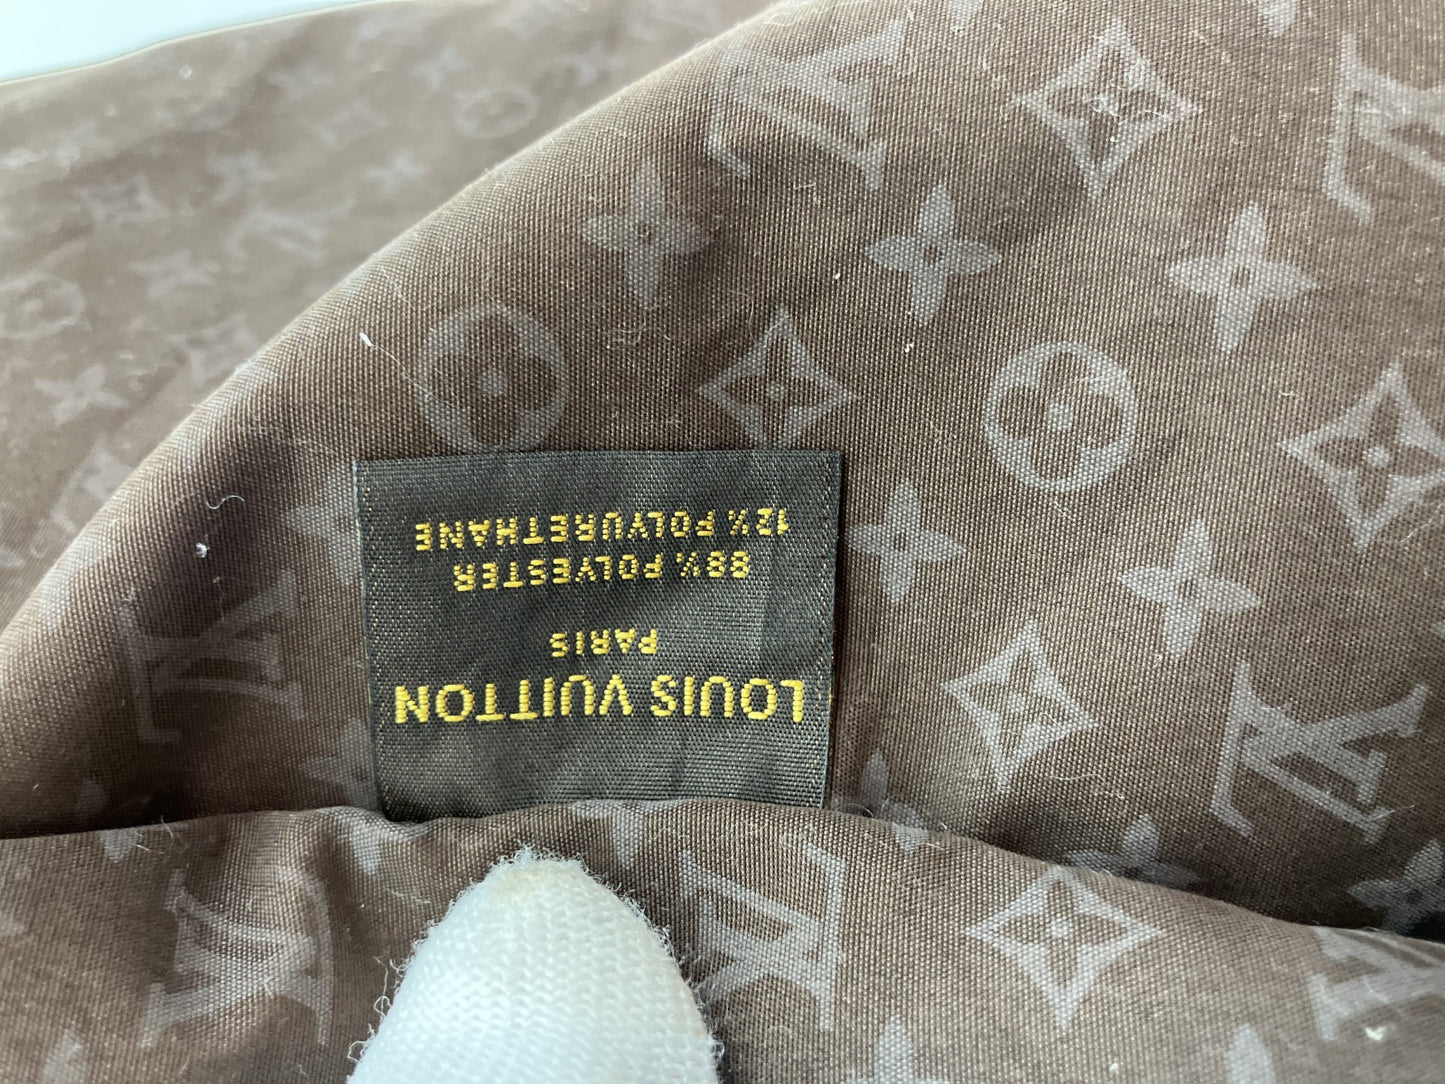 LOUIS VUITTON
PARIS
88% POLYESTER
12% POLYURETHANE